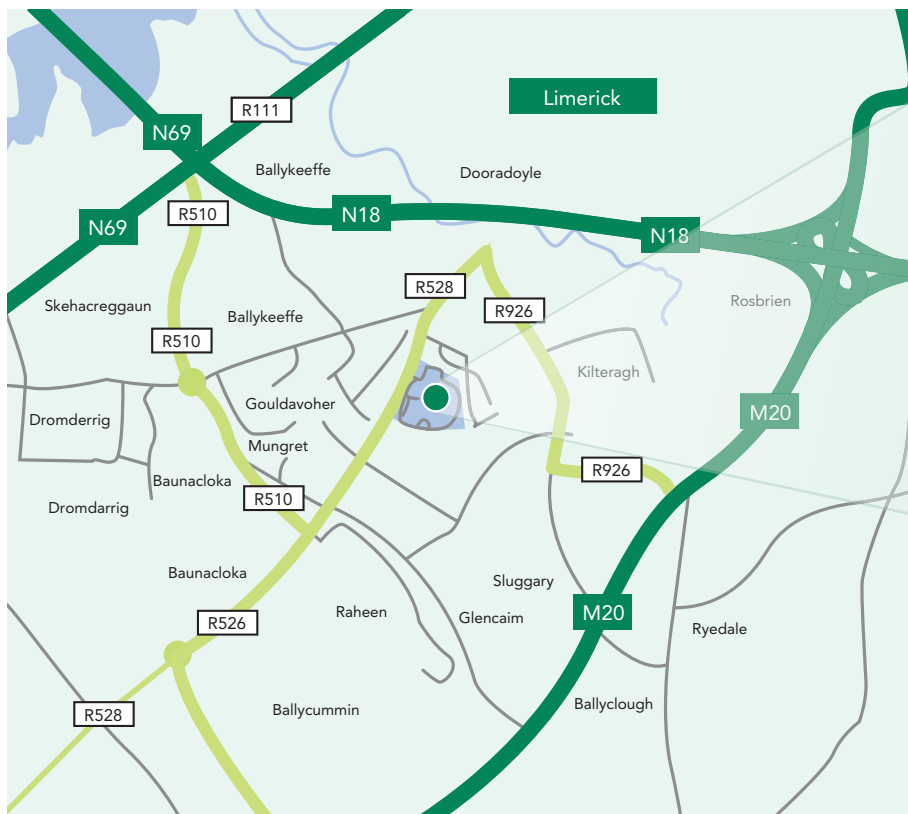 Limerick
R111
N69
Ballykeeffe
Dooradoyle
R510
N18
N69
N18
R528
Skehacreggaun
Rosbrien
R926
Ballykeeffe
R510
Kilteragh
Gouldavoher
M20
Dromderrig
Mungret
R926
Baunacloka
R510
Dromdarrig
Baunacloka
Sluggary
Raheen
M20
Glencaim
R526
Ryedale
Ballyclough
Ballycummin
R528